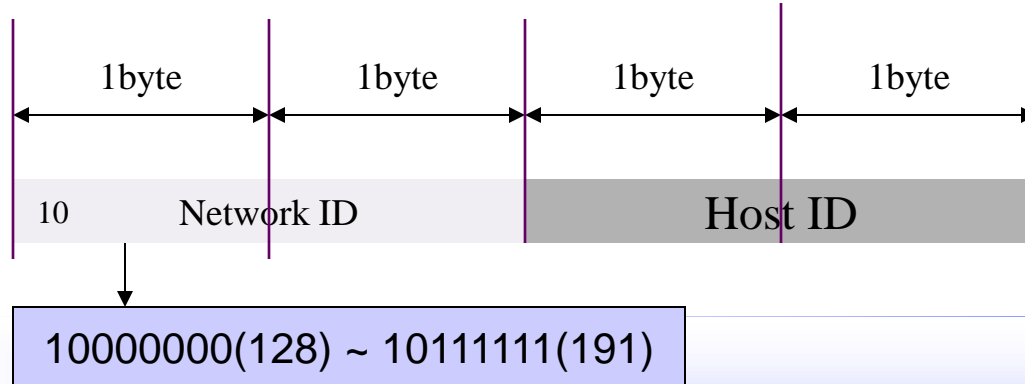 1byte 1byte 1byte 1byte
10 Network ID Host ID
10000000(128) ~ 10111111(191)